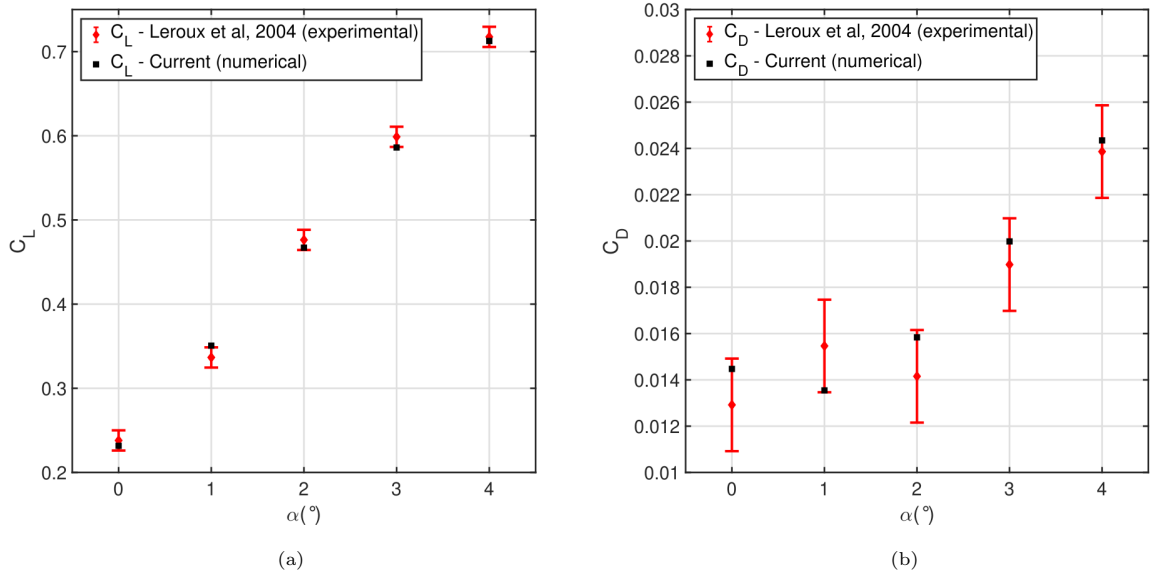 C_L - Leroux et al, 2004 (experimental)
C_L - Current (numerical)
0.7
0.6
0.5
0.4
0.3
0.2
C_L
0 1 2 3 4
α(°)
(a)
C_D - Leroux et al, 2004 (experimental)
C_D - Current (numerical)
0.03
0.028
0.026
0.024
0.022
0.02
0.018
0.016
0.014
0.012
0.01
C_D
0 1 2 3 4
α(°)
(b)